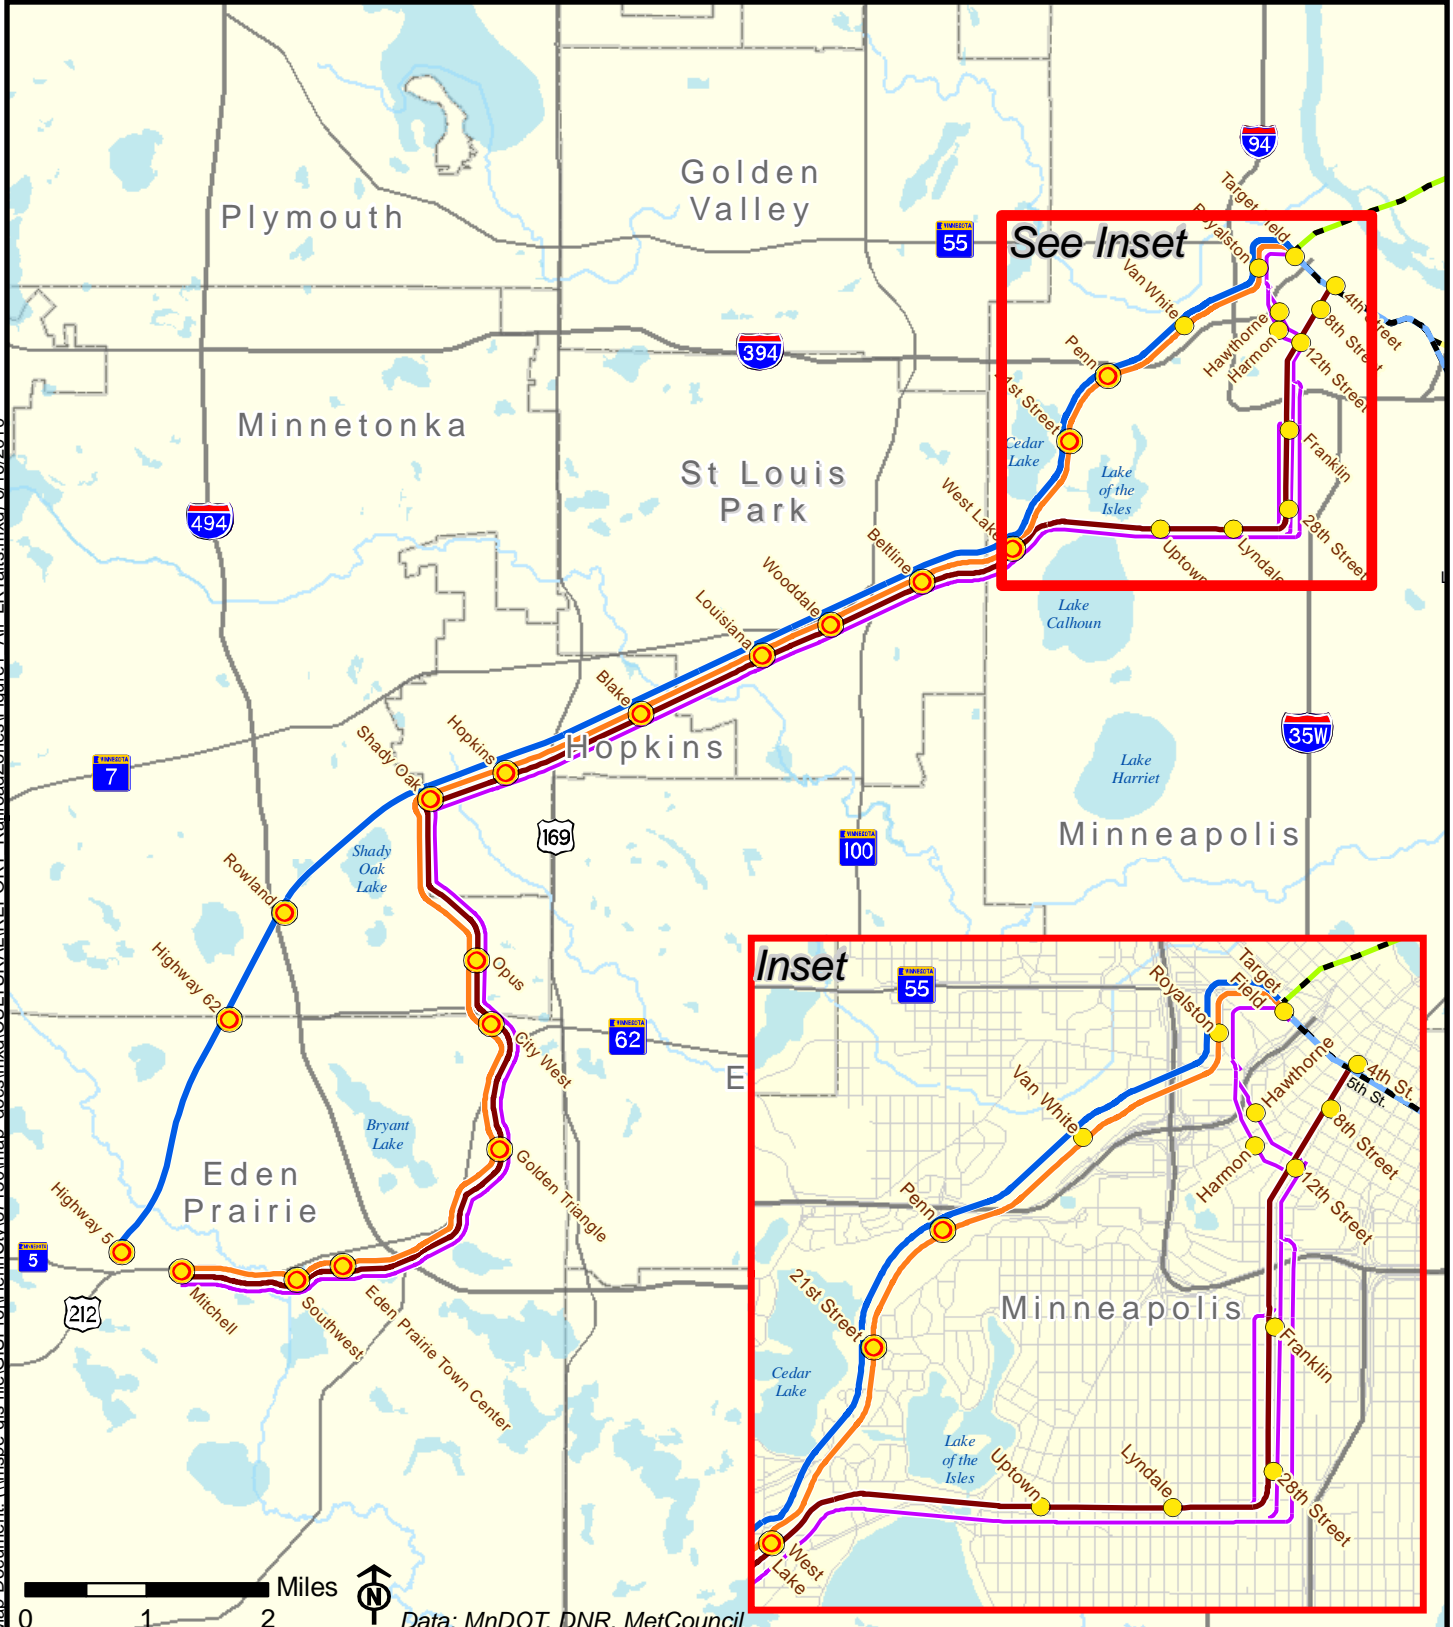 Plymouth
Golden
Valley
94
MINNESOTA
55
See Inset
Target Field
Royalston
Van White
4th Street
8th Street
Hawthorne
Harmon
12th Street
394
Penn
Minnetonka
Cedar
Lake
Lake
of the
Isles
Franklin
St Louis
Park
494
West Lake
28th Street
Uptown
Lyndale
Beltline
Wooddale
Louisiana
Lake
Calhoun
Blake
Hopkins
Hopkins
Shady Oak
35W
MINNESOTA
7
Lake
Harriet
169
MINNESOTA
100
Minneapolis
Shady
Oak
Lake
Rowland
Highway 62
Opus
City West
MINNESOTA
62
E
Bryant
Lake
Golden Triangle
Eden
Prairie
Highway 5
MINNESOTA
5
212
Mitchell
Southwest
Eden Prairie Town Center
Inset
MINNESOTA
55
Target
Field
Royalston
Hawthorne
4th St.
5th St.
Van White
8th Street
Harmon
12th Street
Penn
21st Street
Minneapolis
Franklin
Cedar
Lake
Lake
of the
Isles
Uptown
Lyndale
28th Street
West
Lake
Miles
N
0 1 2
Data: MnDOT, DNR, MetCouncil